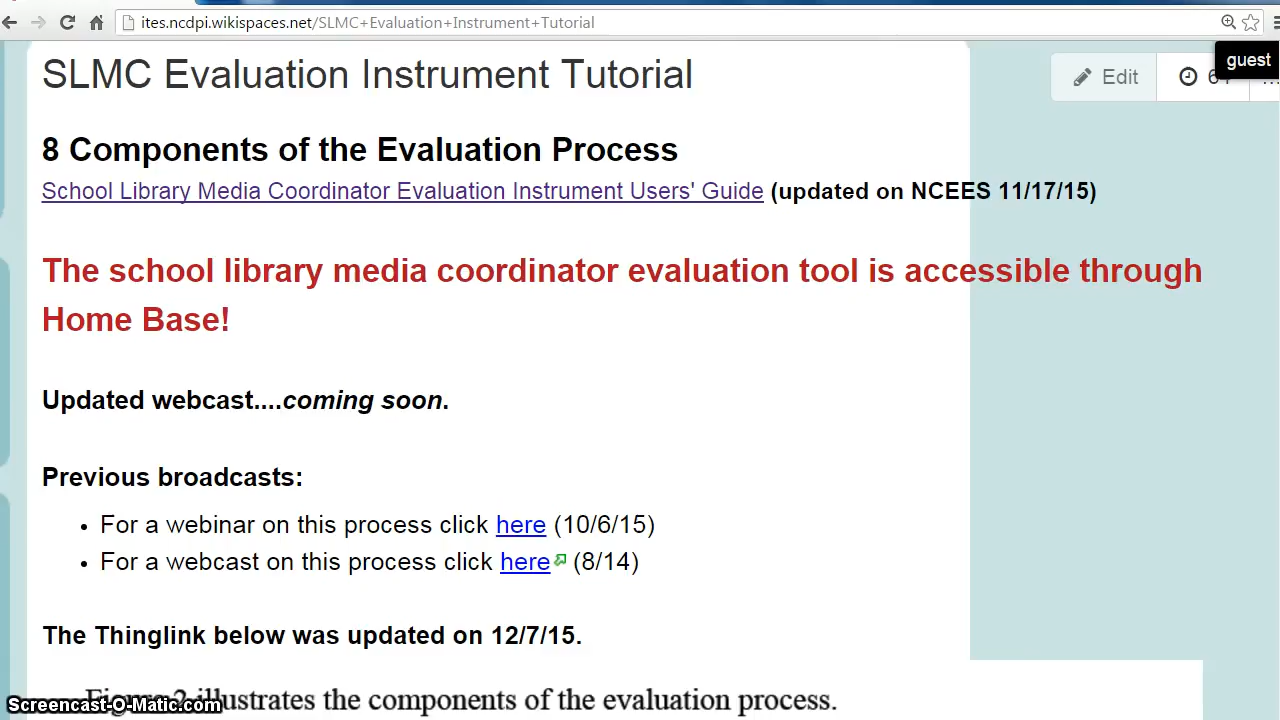 ites.ncdpi.wikispaces.net/SLMC+Evaluation+Instrument+Tutorial
guest
SLMC Evaluation Instrument Tutorial
Edit
8 Components of the Evaluation Process
School Library Media Coordinator Evaluation Instrument Users' Guide (updated on NCEES 11/17/15)
The school library media coordinator evaluation tool is accessible through
Home Base!
Updated webcast....coming soon.
Previous broadcasts:
• For a webinar on this process click here (10/6/15)
• For a webcast on this process click here (8/14)
The Thinglink below was updated on 12/7/15.
Figure 2 illustrates the components of the evaluation process.
Screencast-O-Matic.com